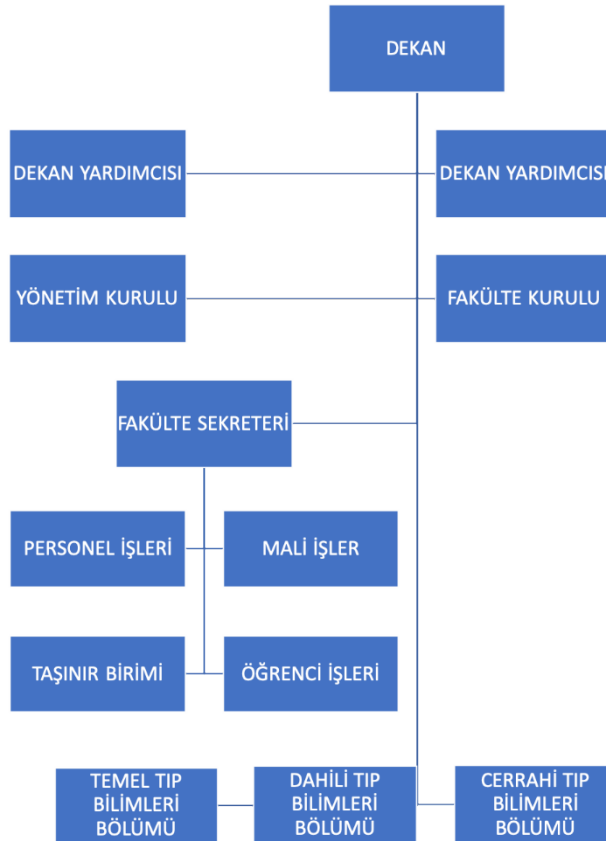 DEKAN
DEKAN YARDIMCISI
DEKAN YARDIMCISI
YÖNETİM KURULU
FAKÜLTE KURULU
FAKÜLTE SEKRETERİ
PERSONEL İŞLERİ
MALİ İŞLER
TAŞINIR BİRİMİ
ÖĞRENCİ İŞLERİ
TEMEL TIP
BİLİMLERİ
BÖLÜMÜ
DAHİLİ TIP
BİLİMLERİ
BÖLÜMÜ
CERRAHİ TIP
BİLİMLERİ
BÖLÜMÜ